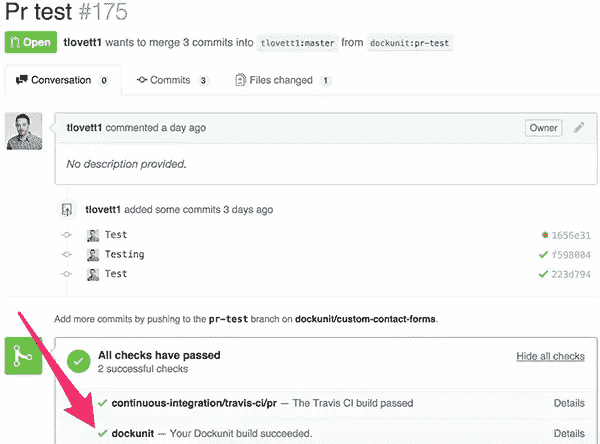 Pr test #175
Open tlovett1 wants to merge 3 commits into tlovett1:master from dockunit:pr-test
Conversation 0 Commits 3 Files changed 1
tlovett1 commented a day ago Owner
No description provided.
tlovett1 added some commits 3 days ago
Test 1656e31
Testing f598004
Test 223d794
Add more commits by pushing to the pr-test branch on dockunit/custom-contact-forms.
All checks have passed Hide all checks
2 successful checks
continuous-integration/travis-ci/pr — The Travis CI build passed Details
dockunit — Your Dockunit build succeeded. Details